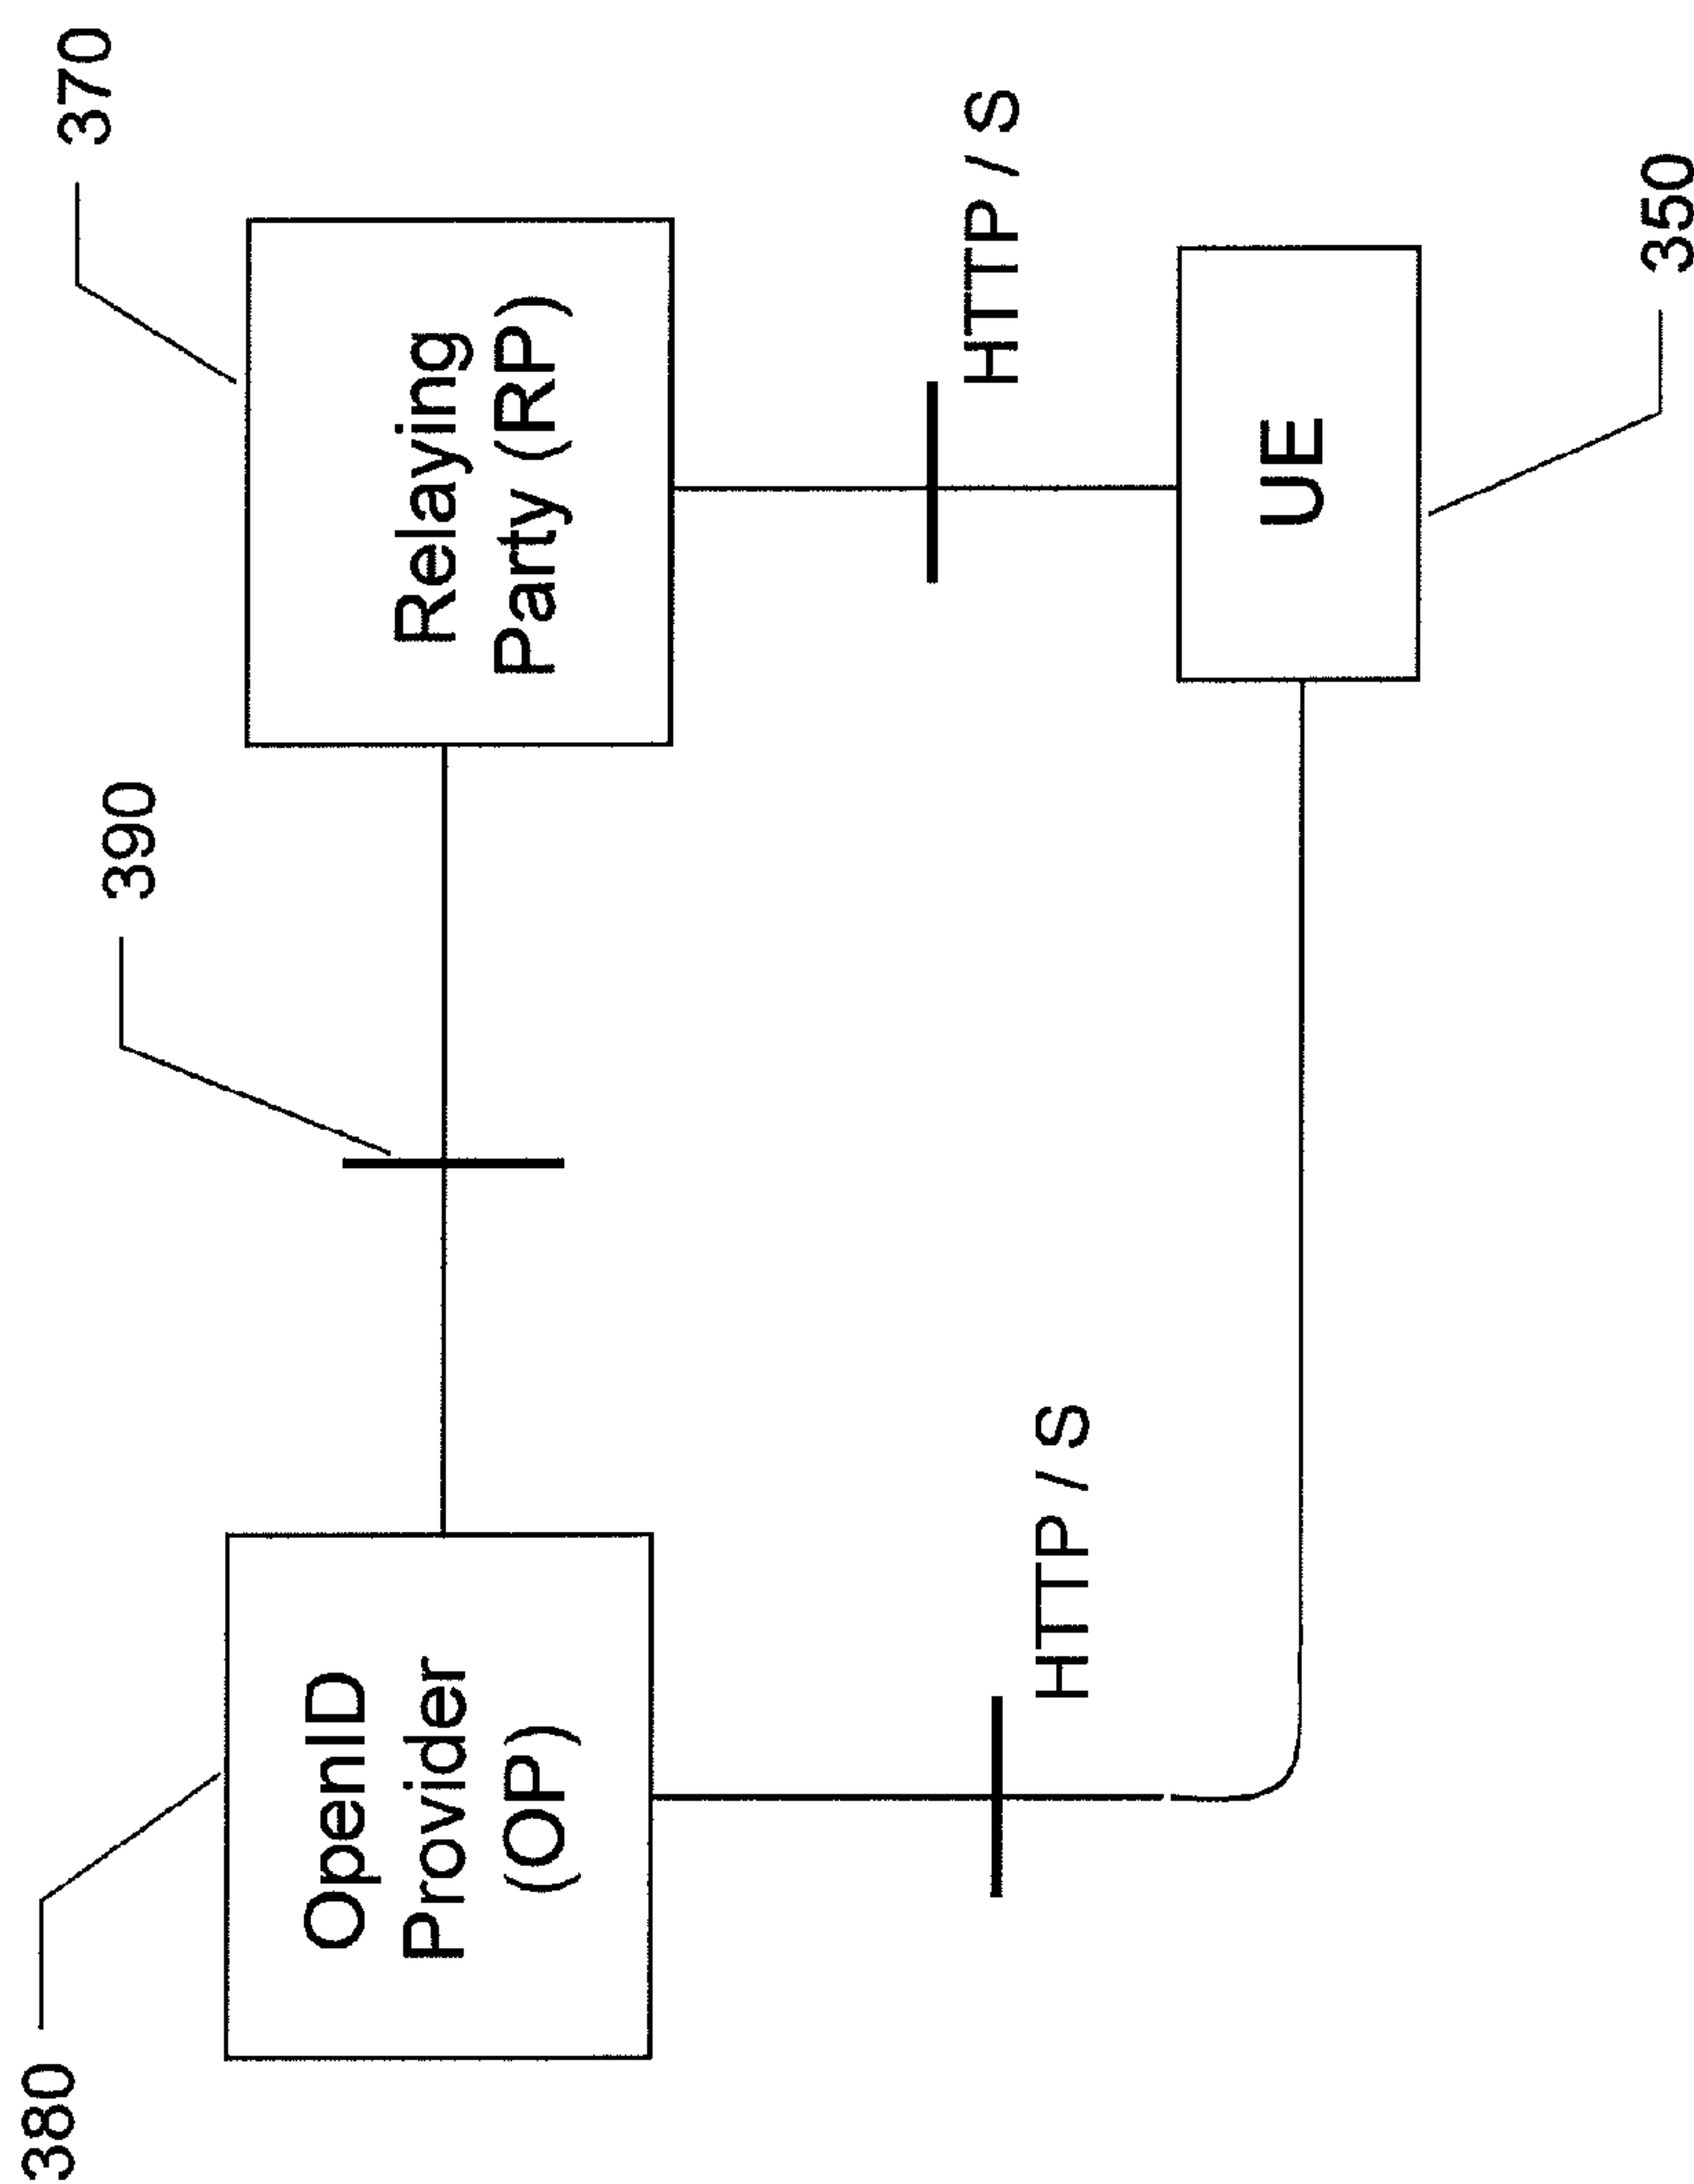 380
390
370
OpenID
Provider
(OP)
Relaying
Party (RP)
HTTP / S
HTTP / S
UE
350